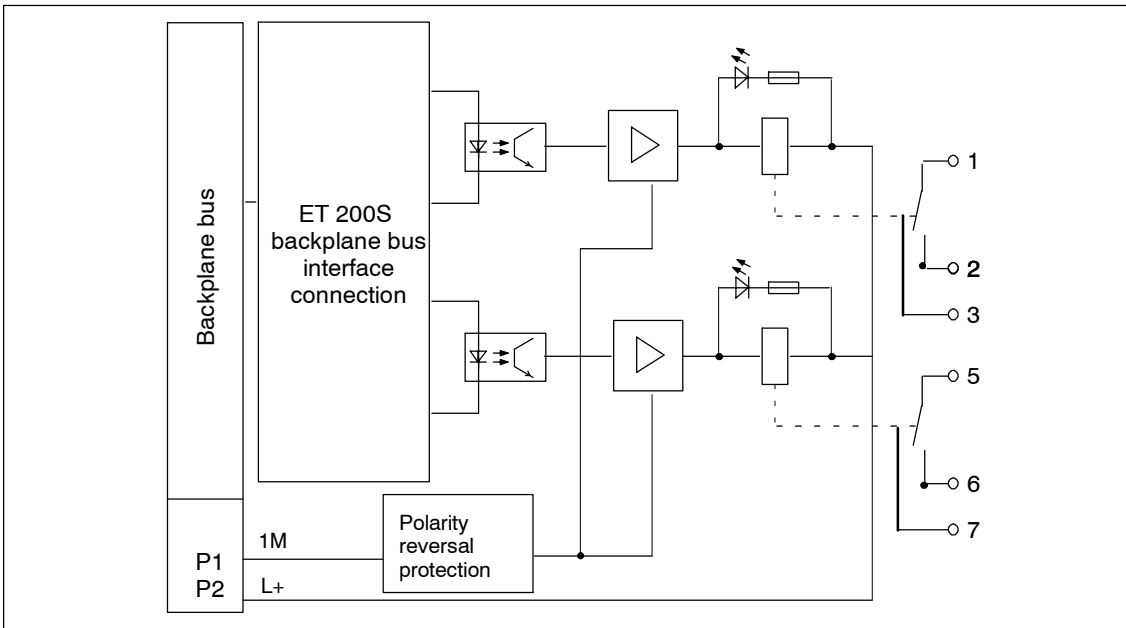 Backplane bus
ET 200S
backplane bus
interface
connection
1
2
3
5
6
7
Polarity
reversal
protection
P1
1M
P2
L+